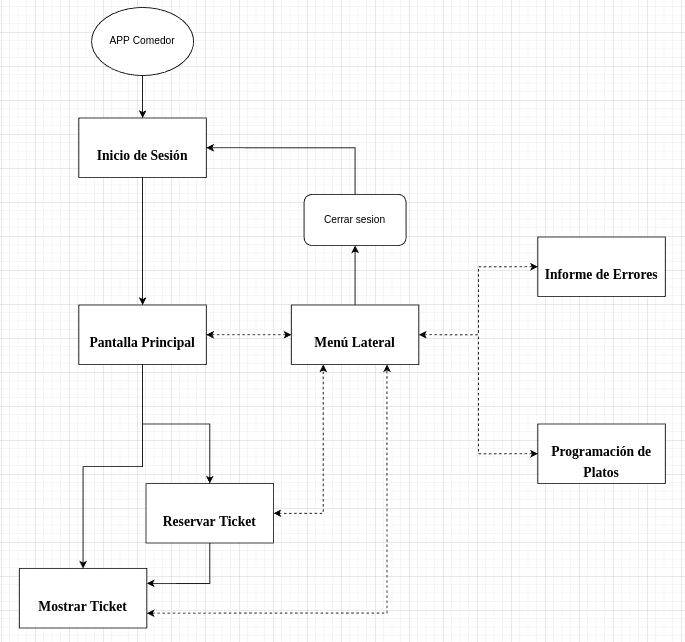 APP Comedor
Inicio de Sesión
Cerrar sesion
Informe de Errores
Pantalla Principal
Menú Lateral
Programación de
Platos
Reservar Ticket
Mostrar Ticket